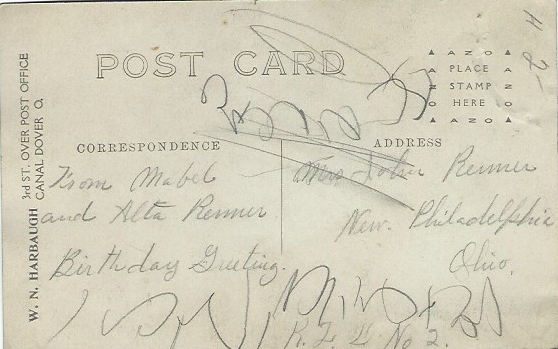 POST CARD
AZO
PLACE
STAMP
HERE
AZO
CORRESPONDENCE
ADDRESS
W. N. HARBAUGH 3rd ST. OVER POST OFFICE
CANAL DOVER O.
From Mabel
and Alta Renner
Birthday Greeting.
Mrs John Renner
New. Philadelphia
Ohio.
R. F. D. No 2.